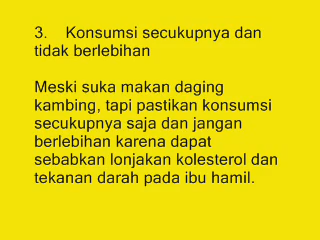 3. Konsumsi secukupnya dan
tidak berlebihan
Meski suka makan daging
kambing, tapi pastikan konsumsi
secukupnya saja dan jangan
berlebihan karena dapat
sebabkan lonjakan kolesterol dan
tekanan darah pada ibu hamil.